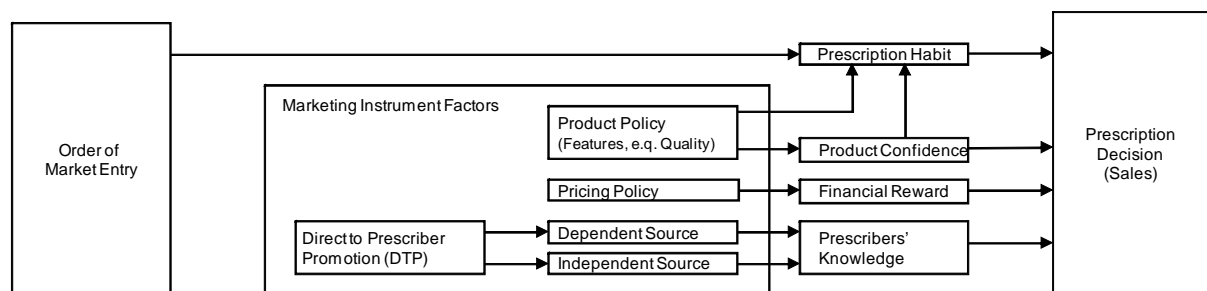 Order of
Market Entry
Marketing Instrument Factors
Product Policy
(Features, e.q. Quality)
Pricing Policy
Direct to Prescriber
Promotion (DTP)
Dependent Source
Independent Source
Prescription Habit
Product Confidence
Financial Reward
Prescribers'
Knowledge
Prescription
Decision
(Sales)